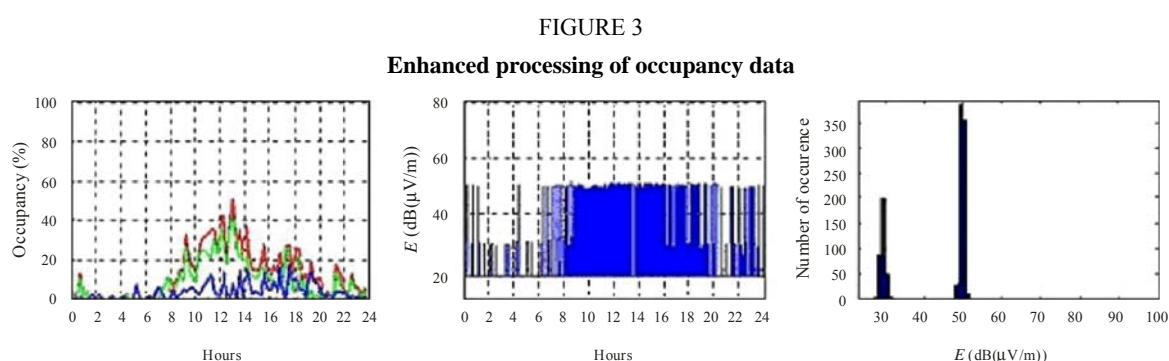 FIGURE 3
Enhanced processing of occupancy data
Occupancy (%)
100
80
60
40
20
0
0 2 4 6 8 10 12 14 16 18 20 22 24
Hours
E (dB(µV/m))
80
60
40
20
0 2 4 6 8 10 12 14 16 18 20 22 24
Hours
Number of occurence
350
300
250
200
150
100
50
0
30 40 50 60 70 80 90 100
E (dB(µV/m))